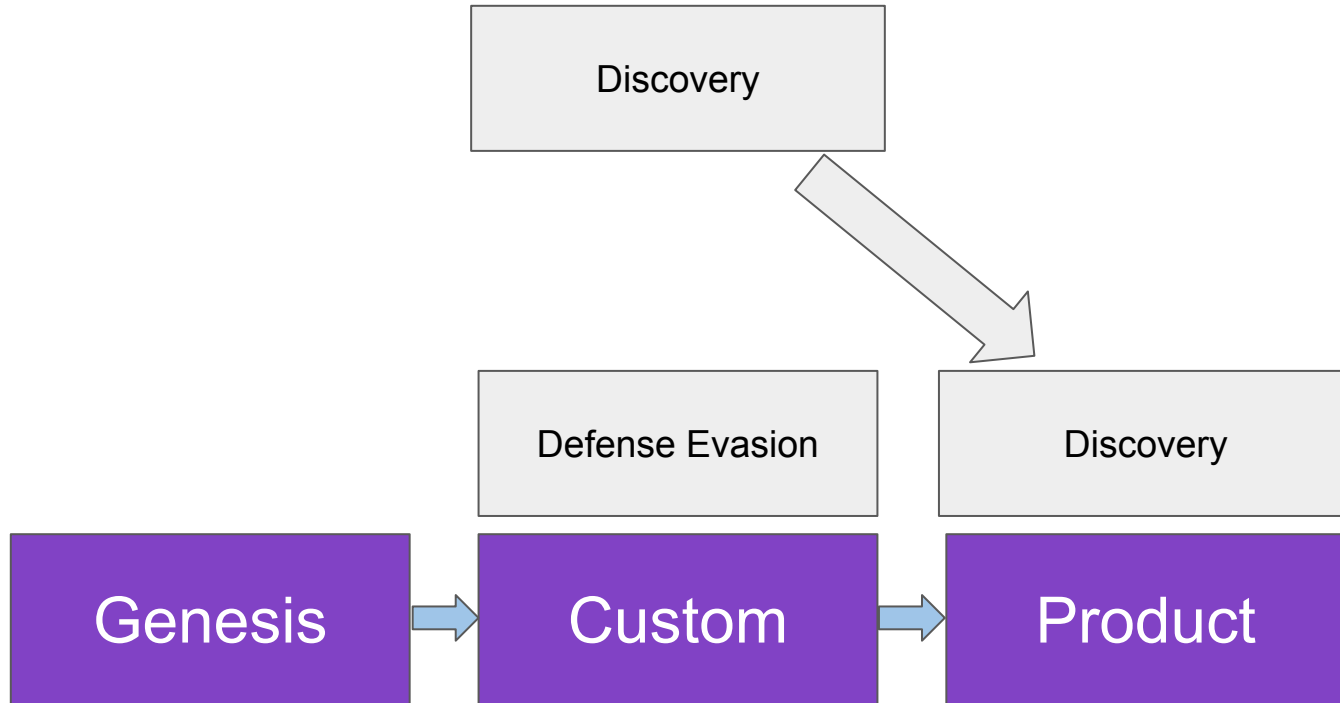 Discovery
Defense Evasion
Discovery
Genesis
Custom
Product